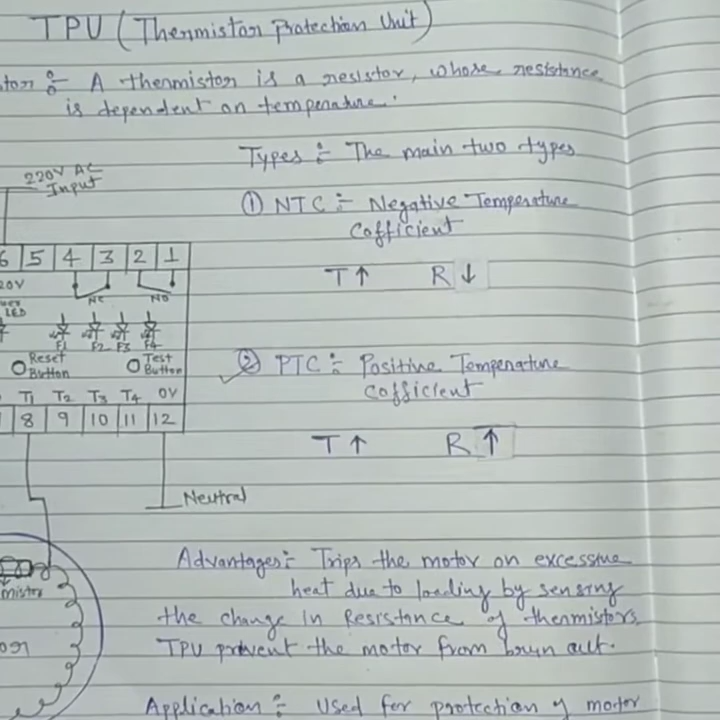 TPU (Thermistor Protection Unit)
tor :- A thermistor is a resistor, whose resistance
is dependent on temperature.
Types :- The main two types
220V AC
Input
① NTC :- Negative Temperature
Cofficient
T↑ R↓
6 5 4 3 2 1
20V
NC NO
LED
F1 F2 F3 F4
Reset
Button
Test
Button
② PTC :- Positive Temperature
Cofficient
T↑ R↑
T1 T2 T3 T4 0V
8 9 10 11 12
Neutral
Advantages :- Trips the motor on excessive
heat due to loading by sensing
the change in Resistance of thermistors.
TPU prevent the motor from burn out.
mistor
Application :- Used for protection of motor